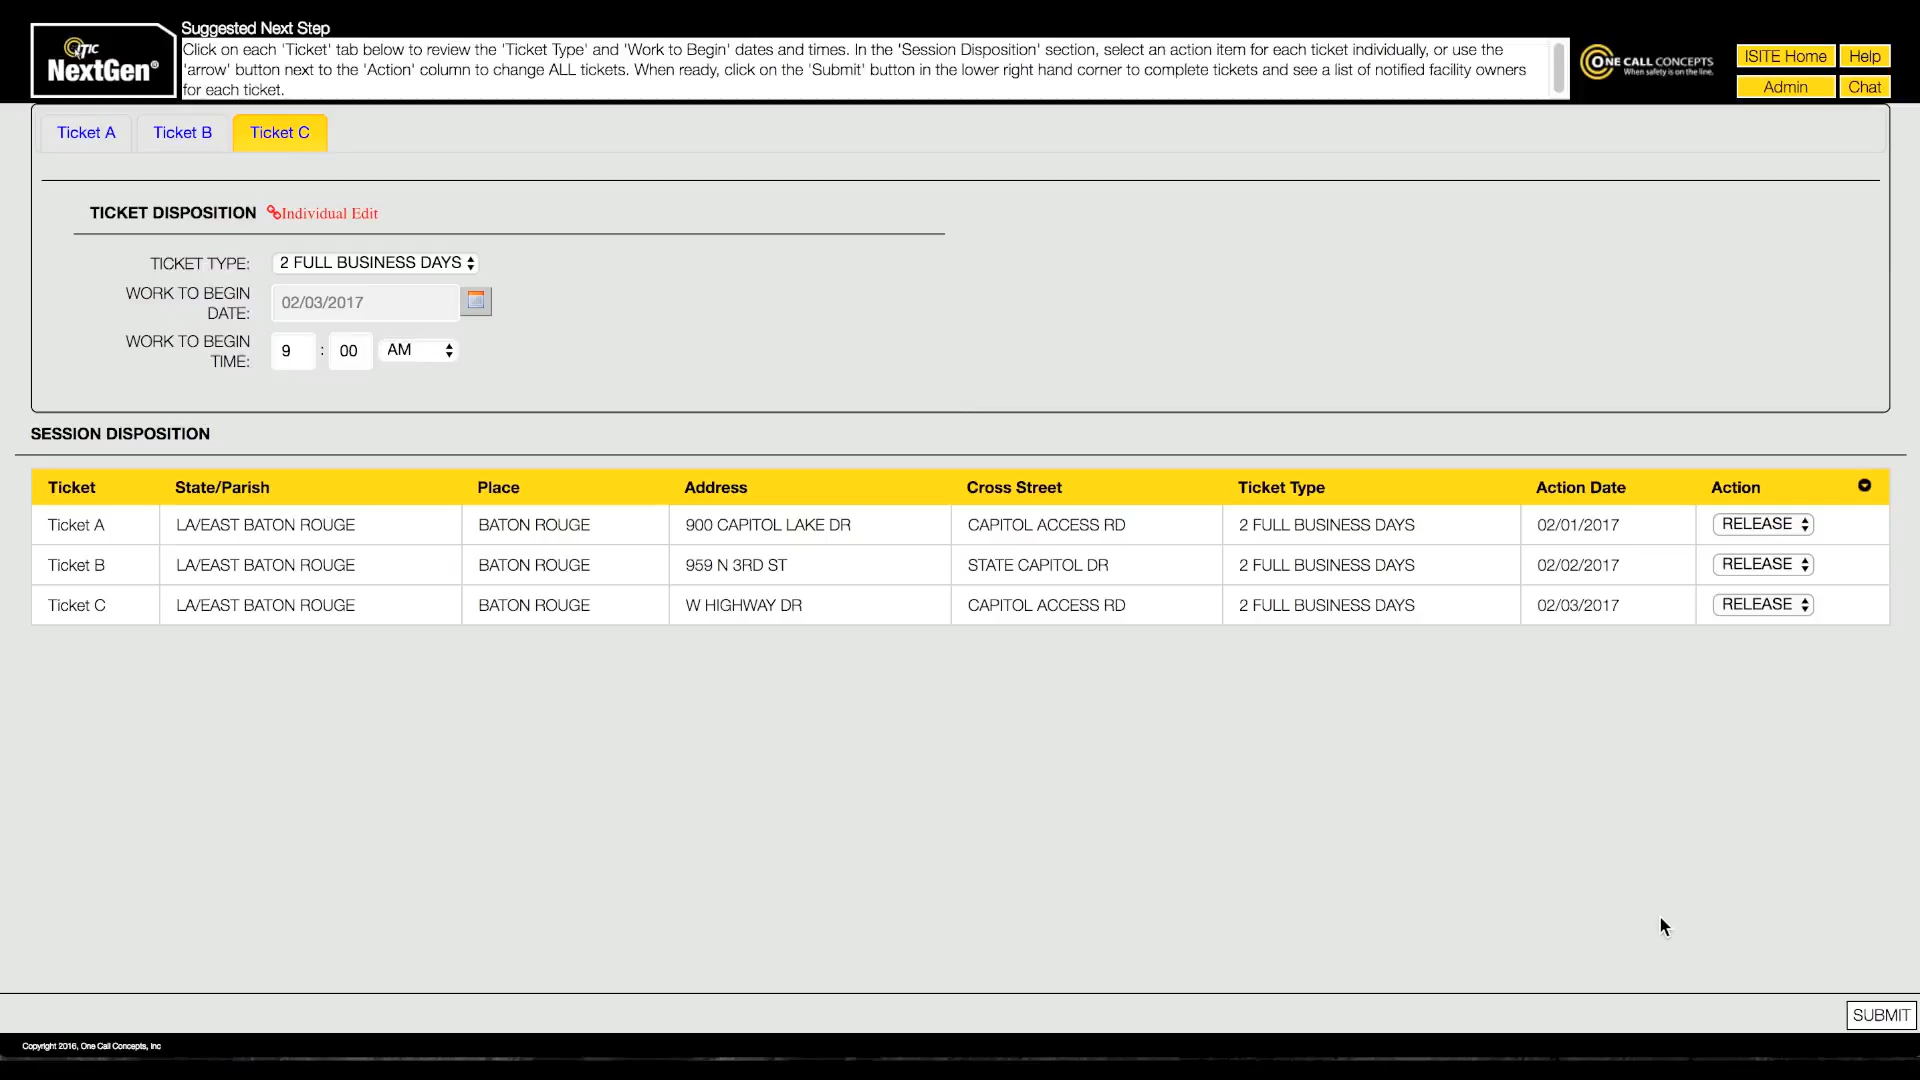 Suggested Next Step
ITIC
NextGen®
Click on each 'Ticket' tab below to review the 'Ticket Type' and 'Work to Begin' dates and times. In the 'Session Disposition' section, select an action item for each ticket individually, or use the
'arrow' button next to the 'Action' column to change ALL tickets. When ready, click on the 'Submit' button in the lower right hand corner to complete tickets and see a list of notified facility owners
for each ticket.
ONE CALL CONCEPTS
When safety is on the line.
ISITE Home Help
Admin Chat
Ticket A Ticket B Ticket C
TICKET DISPOSITION Individual Edit
TICKET TYPE: 2 FULL BUSINESS DAYS
WORK TO BEGIN
DATE: 02/03/2017
WORK TO BEGIN
TIME: 9 : 00 AM
SESSION DISPOSITION
Ticket State/Parish Place Address Cross Street Ticket Type Action Date Action
Ticket A LA/EAST BATON ROUGE BATON ROUGE 900 CAPITOL LAKE DR CAPITOL ACCESS RD 2 FULL BUSINESS DAYS 02/01/2017 RELEASE
Ticket B LA/EAST BATON ROUGE BATON ROUGE 959 N 3RD ST STATE CAPITOL DR 2 FULL BUSINESS DAYS 02/02/2017 RELEASE
Ticket C LA/EAST BATON ROUGE BATON ROUGE W HIGHWAY DR CAPITOL ACCESS RD 2 FULL BUSINESS DAYS 02/03/2017 RELEASE
SUBMIT
Copyright 2016, One Call Concepts, Inc